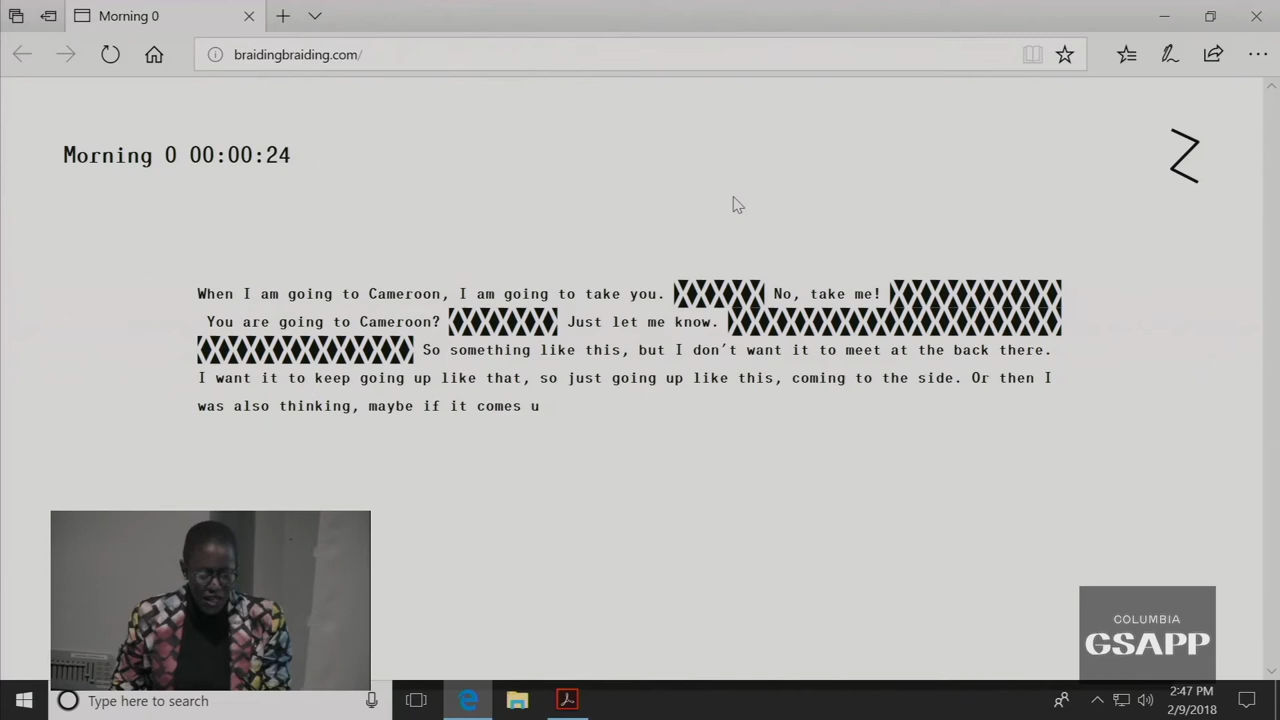 Morning 0
braidingbraiding.com/
Morning 0 00:00:24
When I am going to Cameroon, I am going to take you. No, take me!
You are going to Cameroon? Just let me know.
So something like this, but I don't want it to meet at the back there.
I want it to keep going up like that, so just going up like this, coming to the side. Or then I
was also thinking, maybe if it comes u
COLUMBIA
GSAPP
Type here to search
2:47 PM
2/9/2018